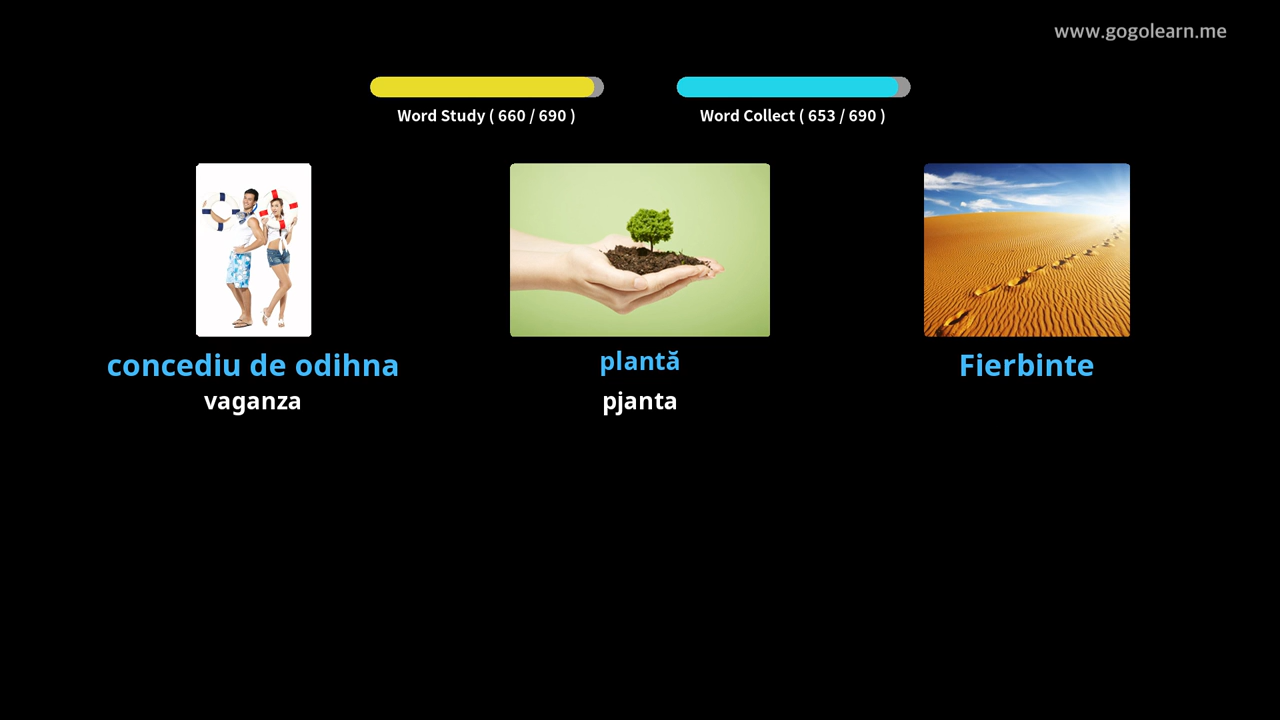 www.gogolearn.me
Word Study ( 660 / 690 )
Word Collect ( 653 / 690 )
concediu de odihna
vaganza
plantă
pjanta
Fierbinte